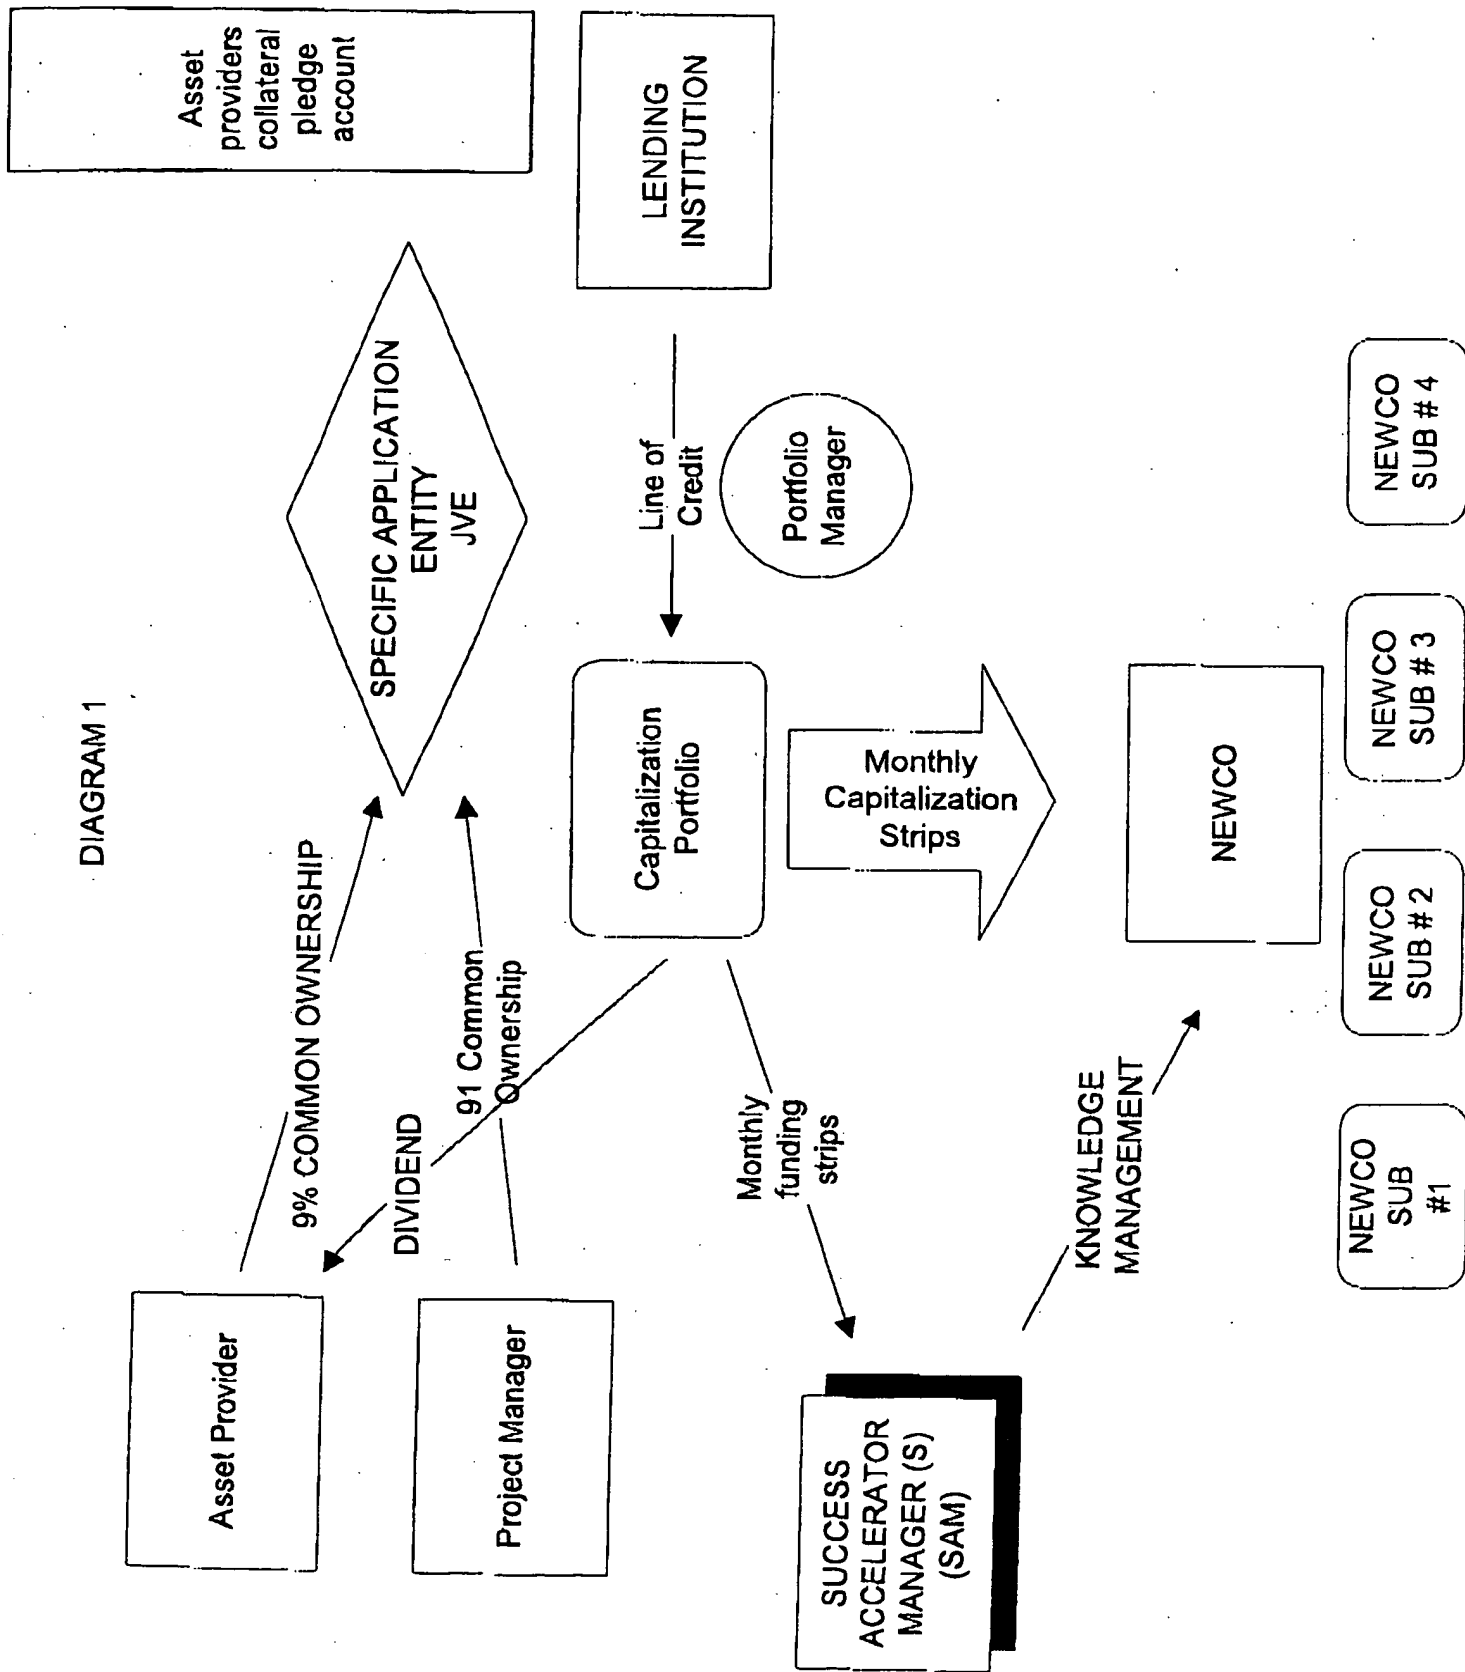 DIAGRAM 1
Asset Provider
9% COMMON OWNERSHIP
SPECIFIC APPLICATION
ENTITY
JVE
Asset
providers
collateral
pledge
account
Project Manager
DIVIDEND
91 Common
Ownership
Capitalization
Portfolio
Line of
Credit
LENDING
INSTITUTION
Portfolio
Manager
SUCCESS
ACCELERATOR
MANAGER (S)
(SAM)
Monthly
funding
strips
Monthly
Capitalization
Strips
KNOWLEDGE
MANAGEMENT
NEWCO
NEWCO
SUB
#1
NEWCO
SUB # 2
NEWCO
SUB # 3
NEWCO
SUB # 4